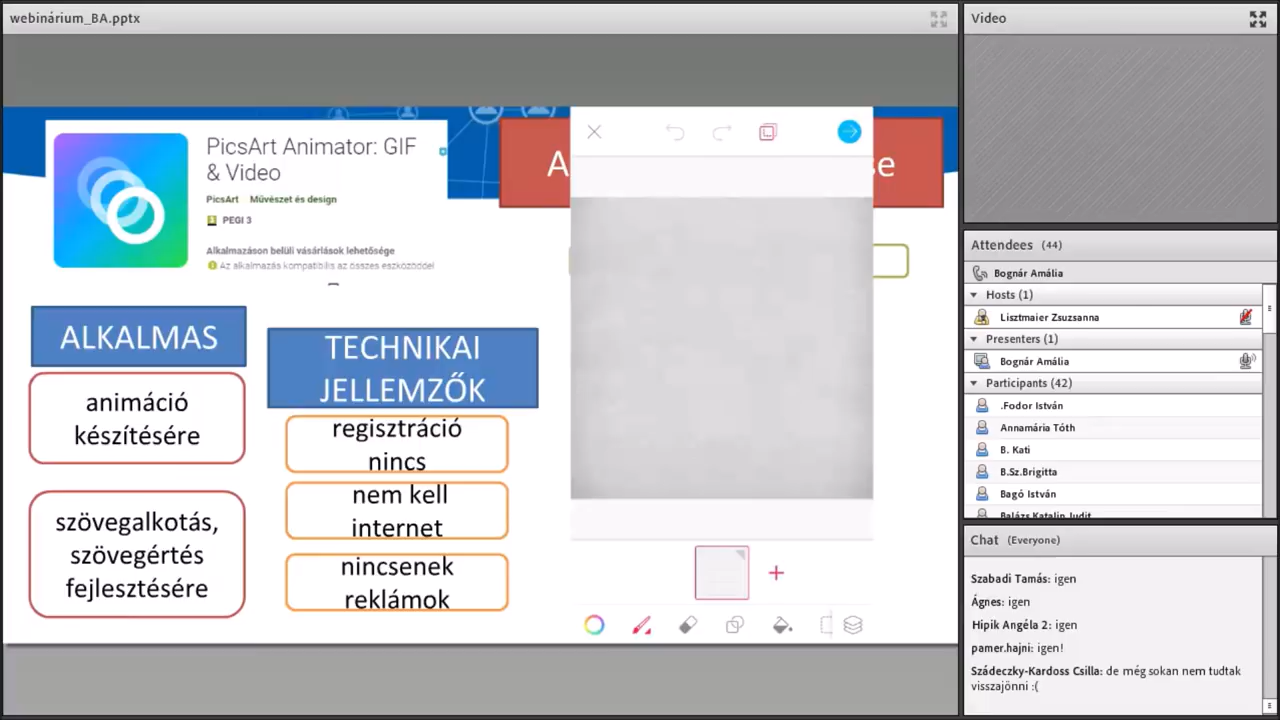 webinárium_BA.pptx
PicsArt Animator: GIF
& Video
PicsArt Művészet és design
PEGI 3
Alkalmazáson belüli vásárlások lehetősége
Az alkalmazás kompatibilis az összes eszközöddel
A
se
ALKALMAS
animáció
készítésére
szövegalkotás,
szövegértés
fejlesztésére
TECHNIKAI
JELLEMZŐK
regisztráció
nincs
nem kell
internet
nincsenek
reklámok
Video
Attendees (44)
Bognár Amália
Hosts (1)
Lisztmaier Zsuzsanna
Presenters (1)
Bognár Amália
Participants (42)
.Fodor István
Annamária Tóth
B. Kati
B.Sz.Brigitta
Bagó István
Balázs Katalin Judit
Chat (Everyone)
Szabadi Tamás: igen
Ágnes: igen
Hipik Angéla 2: igen
pamer.hajni: igen!
Szádeczky-Kardoss Csilla: de még sokan nem tudtak
visszajönni :(